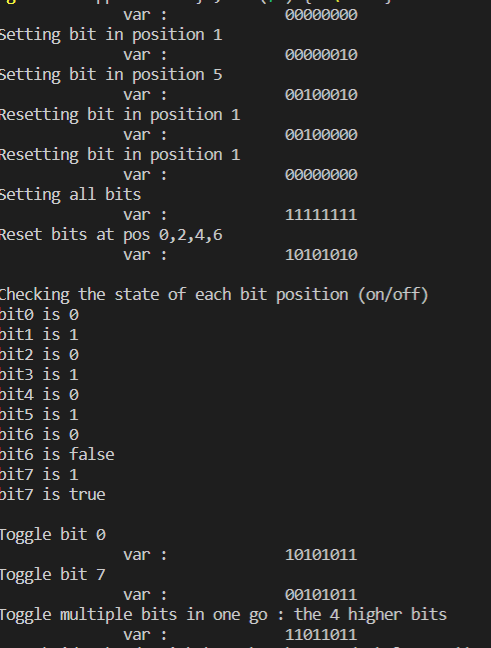 var : 00000000
Setting bit in position 1
var : 00000010
Setting bit in position 5
var : 00100010
Resetting bit in position 1
var : 00100000
Resetting bit in position 1
var : 00000000
Setting all bits
var : 11111111
Reset bits at pos 0,2,4,6
var : 10101010
Checking the state of each bit position (on/off)
bit0 is 0
bit1 is 1
bit2 is 0
bit3 is 1
bit4 is 0
bit5 is 1
bit6 is 0
bit6 is false
bit7 is 1
bit7 is true
Toggle bit 0
var : 10101011
Toggle bit 7
var : 00101011
Toggle multiple bits in one go : the 4 higher bits
var : 11011011